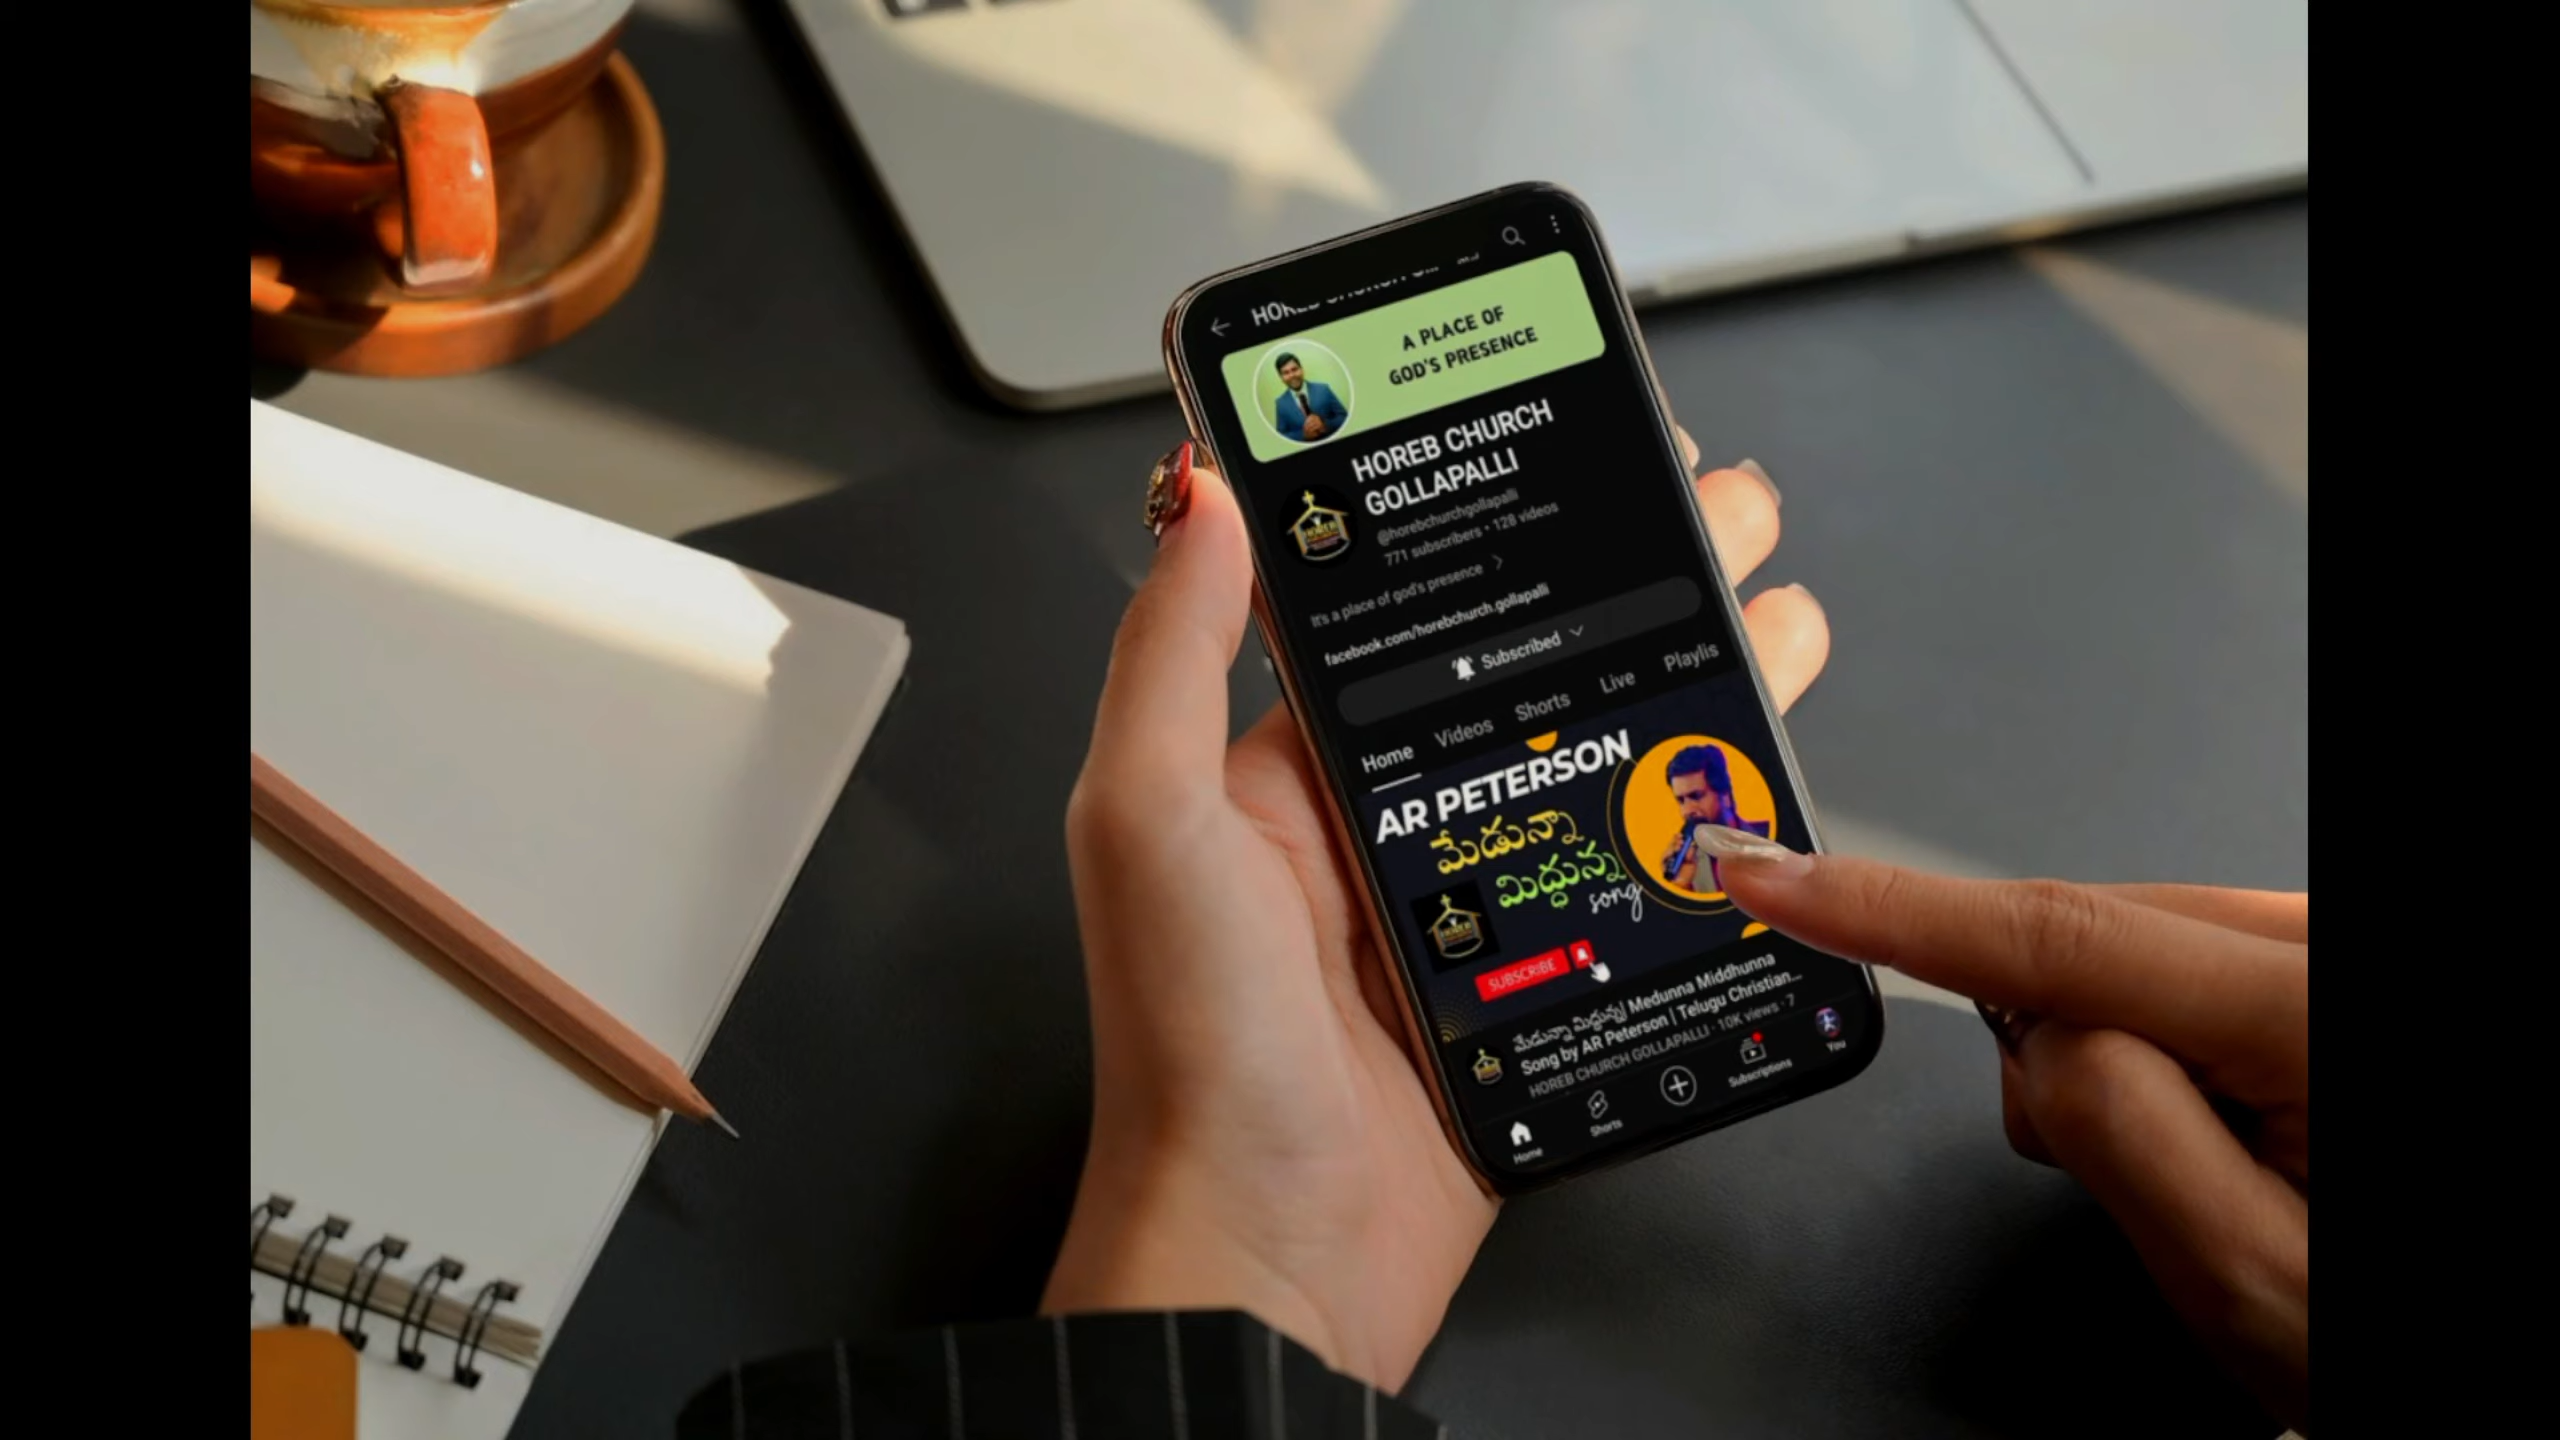 A PLACE OF
GOD'S PRESENCE
HOREB CHURCH
GOLLAPALLI
@horebchurchgollapalli
771 subscribers • 128 videos
It's a place of god's presence
facebook.com/horebchurch.gollapalli
Subscribed
Home Videos Shorts Live Playlis
AR PETERSON
మేడున్నా
మిద్ధున్న
song
HOREB
SUBSCRIBE
మేడున్నా మిద్ధున్న| Medunna Middhunna
Song by AR Peterson | Telugu Christian...
HOREB CHURCH GOLLAPALLI · 10K views · 7
Home Shorts Subscriptions You